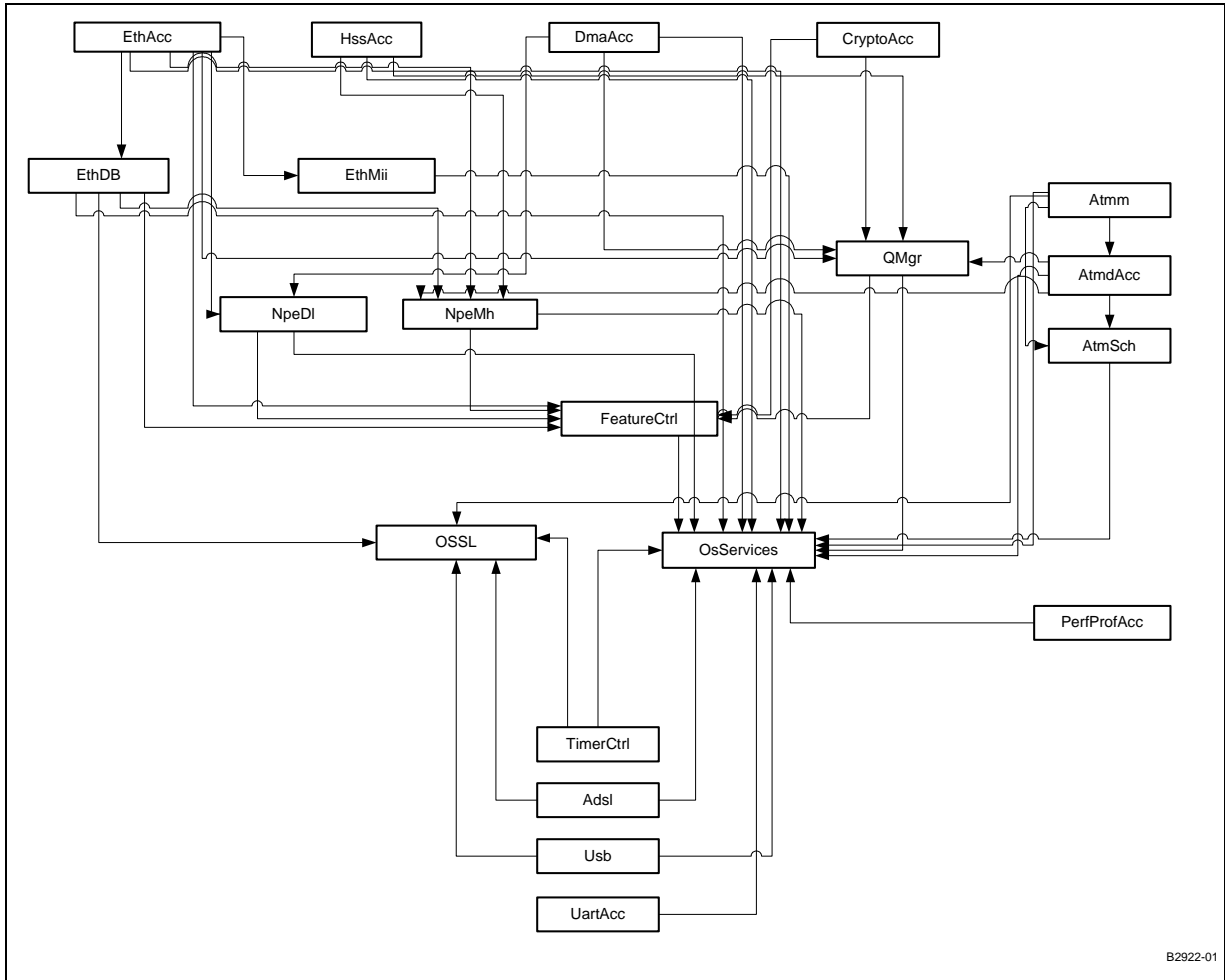 EthAcc
HssAcc
DmaAcc
CryptoAcc
EthDB
EthMii
Atmm
QMgr
AtmdAcc
NpeDl
NpeMh
AtmSch
FeatureCtrl
OSSL
OsServices
PerfProfAcc
TimerCtrl
Adsl
Usb
UartAcc
B2922-01